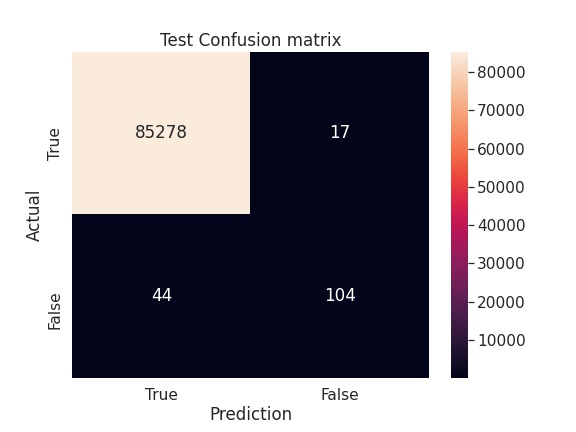 Test Confusion matrix
Actual
True
False
85278
17
44
104
True
False
Prediction
80000
70000
60000
50000
40000
30000
20000
10000